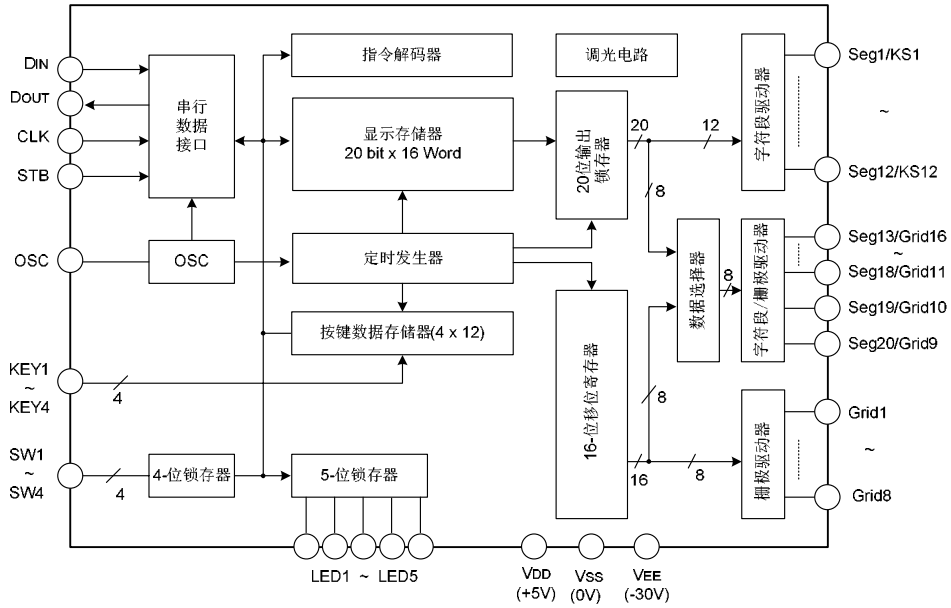 DIN
DOUT
CLK
STB
OSC
KEY1
~
KEY4
SW1
~
SW4
串行
数据
接口
OSC
4
4
4-位锁存器
指令解码器
显示存储器
20 bit x 16 Word
定时发生器
按键数据存储器(4 x 12)
5-位锁存器
LED1 ~ LED5
调光电路
20位输出
锁存器
16-位移位寄存器
20
12
8
8
8
16
8
数据选择器
字符段驱动器
字符段/栅极驱动器
栅极驱动器
VDD
(+5V)
VSS
(0V)
VEE
(-30V)
Seg1/KS1
~
Seg12/KS12
Seg13/Grid16
~
Seg18/Grid11
Seg19/Grid10
Seg20/Grid9
Grid1
~
Grid8